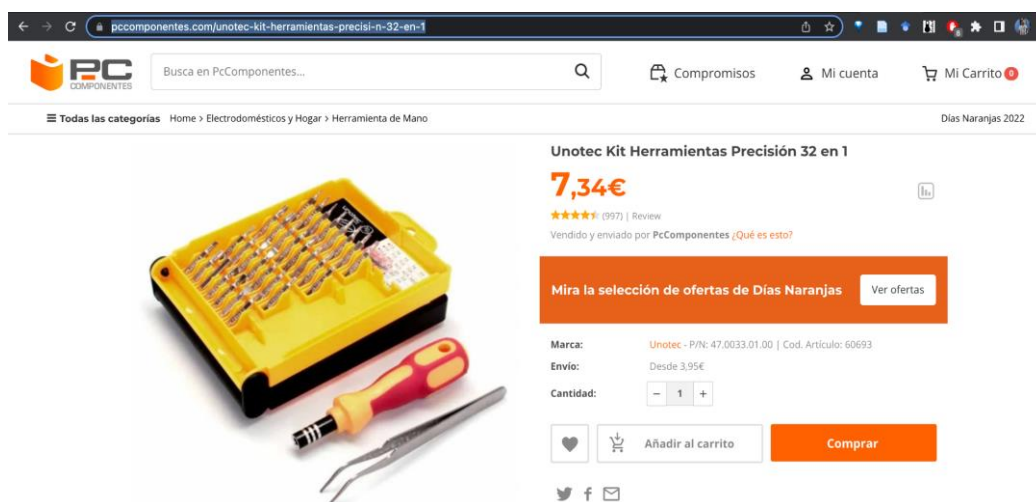 pccomponentes.com/unotec-kit-herramientas-precisi-n-32-en-1
PC
COMPONENTES
Busca en PcComponentes...
Compromisos
Mi cuenta
Mi Carrito 0
Todas las categorías Home > Electrodomésticos y Hogar > Herramienta de Mano
Días Naranjas 2022
Unotec Kit Herramientas Precisión 32 en 1
7,34€
(997) | Review
Vendido y enviado por PcComponentes ¿Qué es esto?
Mira la selección de ofertas de Días Naranjas
Ver ofertas
Marca: Unotec - P/N: 47.0033.01.00 | Cod. Artículo: 60693
Envío: Desde 3,95€
Cantidad: − 1 +
Añadir al carrito
Comprar